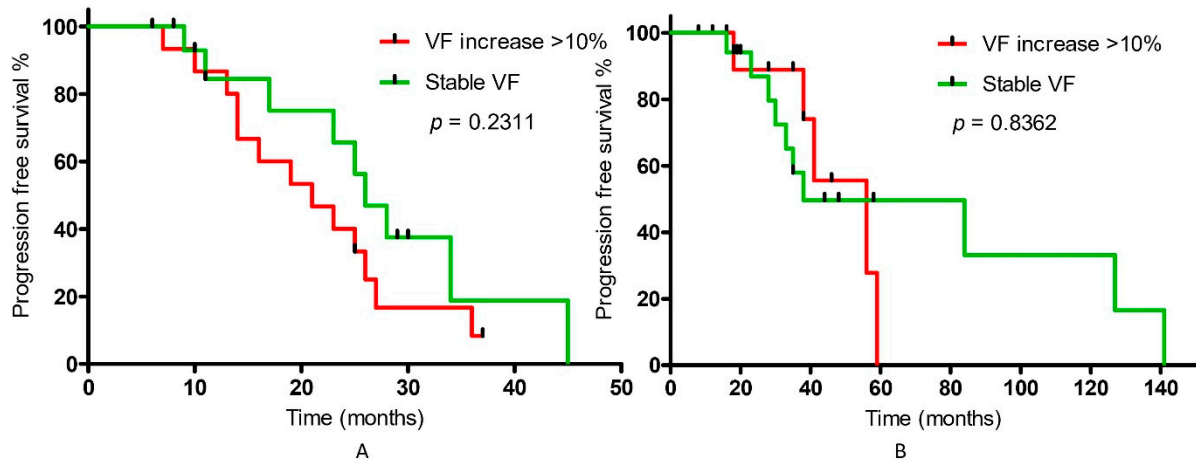 Progression free survival %
100
80
60
40
20
0
0 10 20 30 40 50
Time (months)
VF increase >10%
Stable VF
p = 0.2311
A
Progression free survival %
100
80
60
40
20
0
0 20 40 60 80 100 120 140
Time (months)
VF increase >10%
Stable VF
p = 0.8362
B